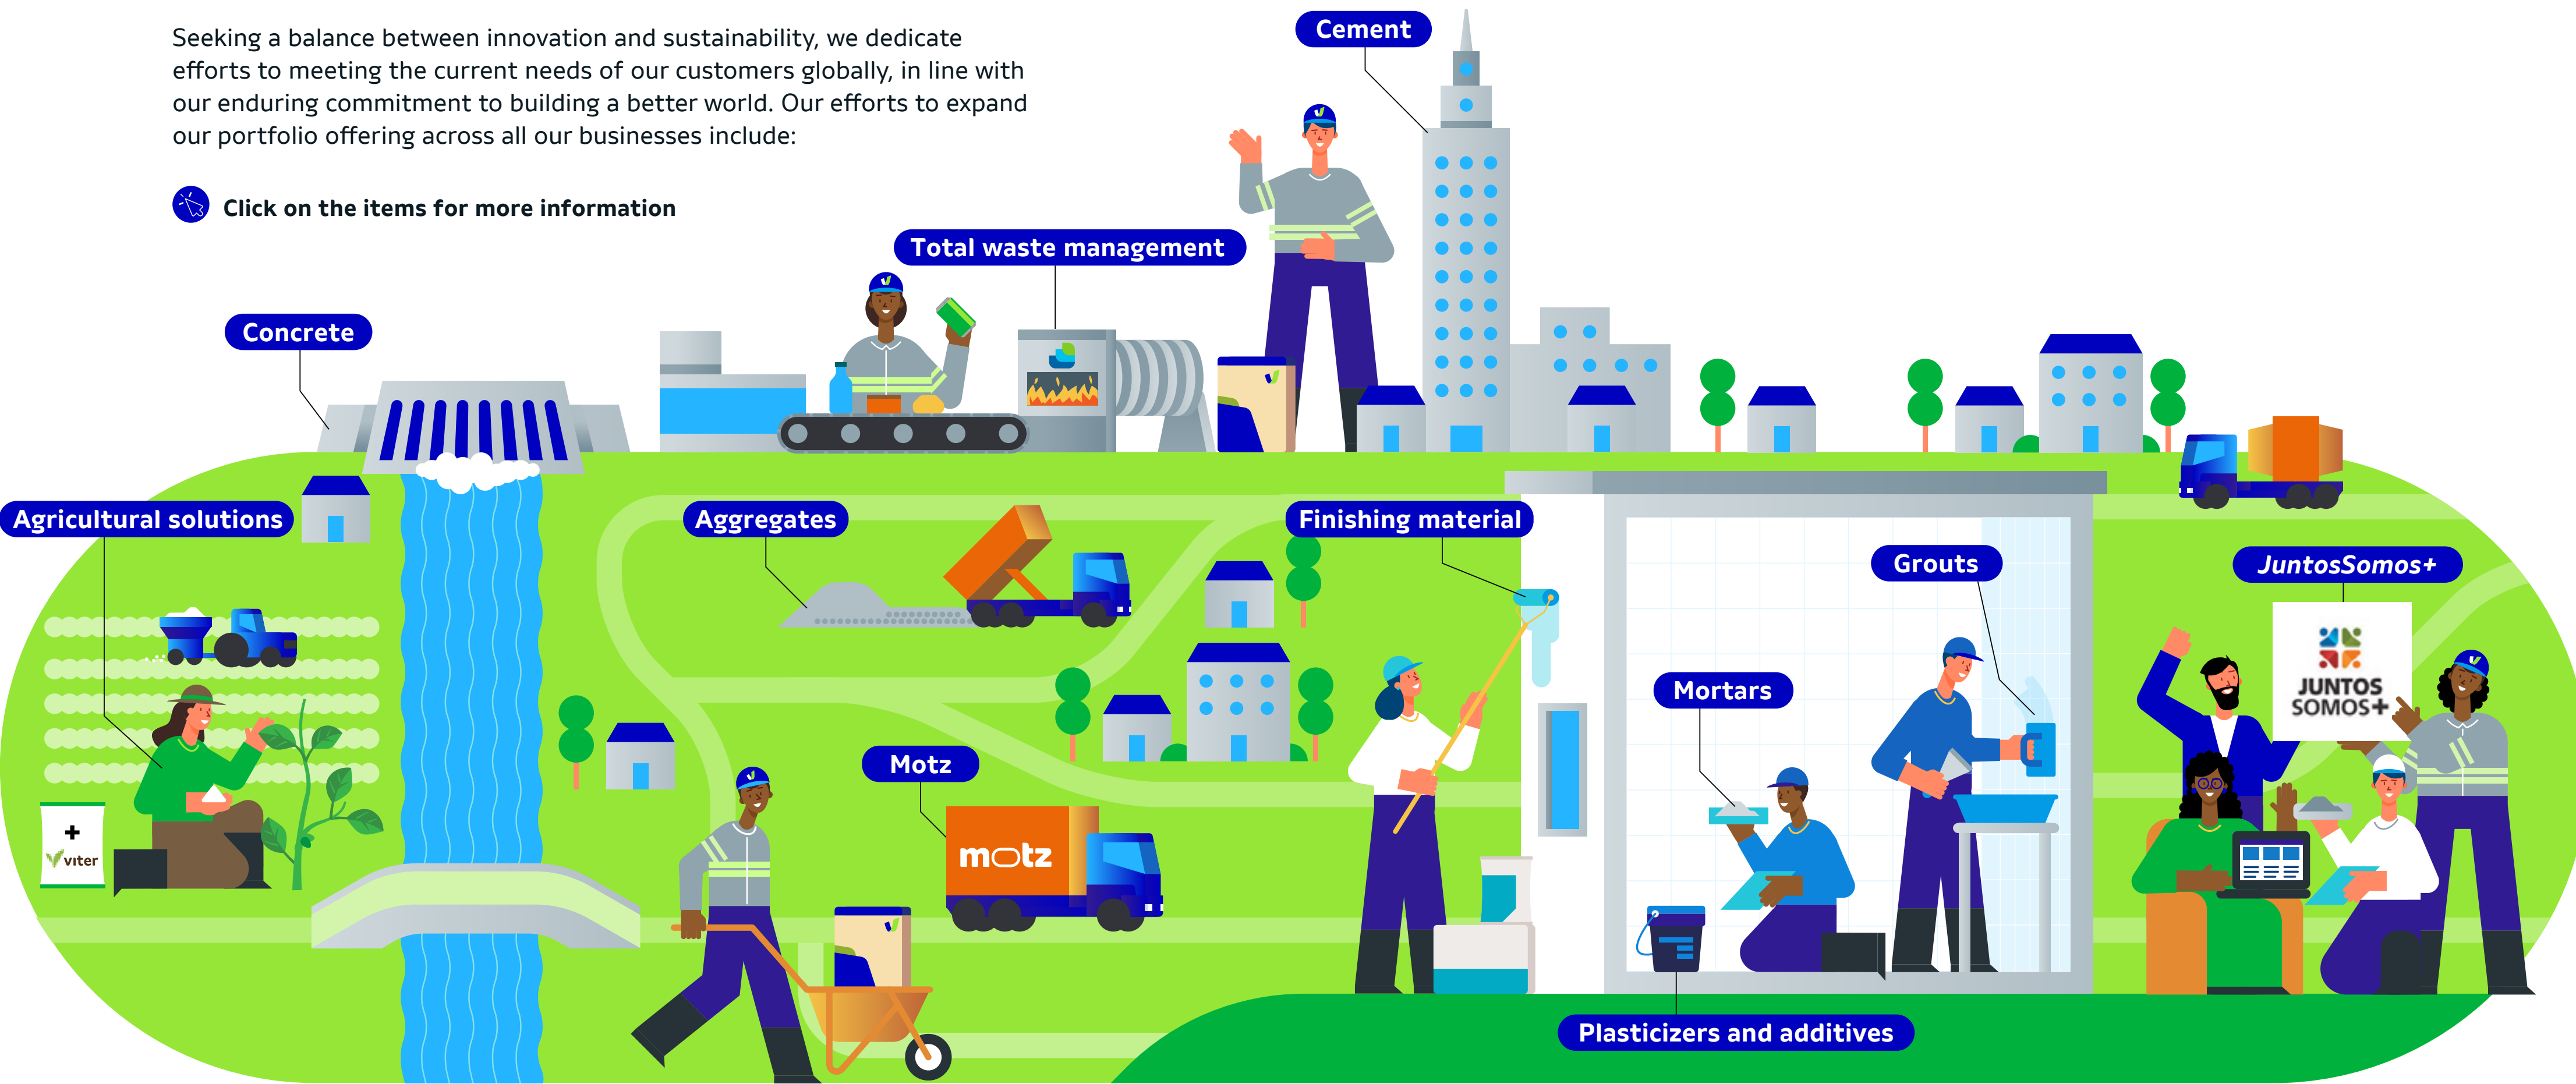 Seeking a balance between innovation and sustainability, we dedicate
efforts to meeting the current needs of our customers globally, in line with
our enduring commitment to building a better world. Our efforts to expand
our portfolio offering across all our businesses include:
Click on the items for more information
Cement
Total waste management
Concrete
Agricultural solutions
Aggregates
Finishing material
Grouts
JuntosSomos+
JUNTOS
SOMOS+
Mortars
Motz
motz
+
viter
Plasticizers and additives